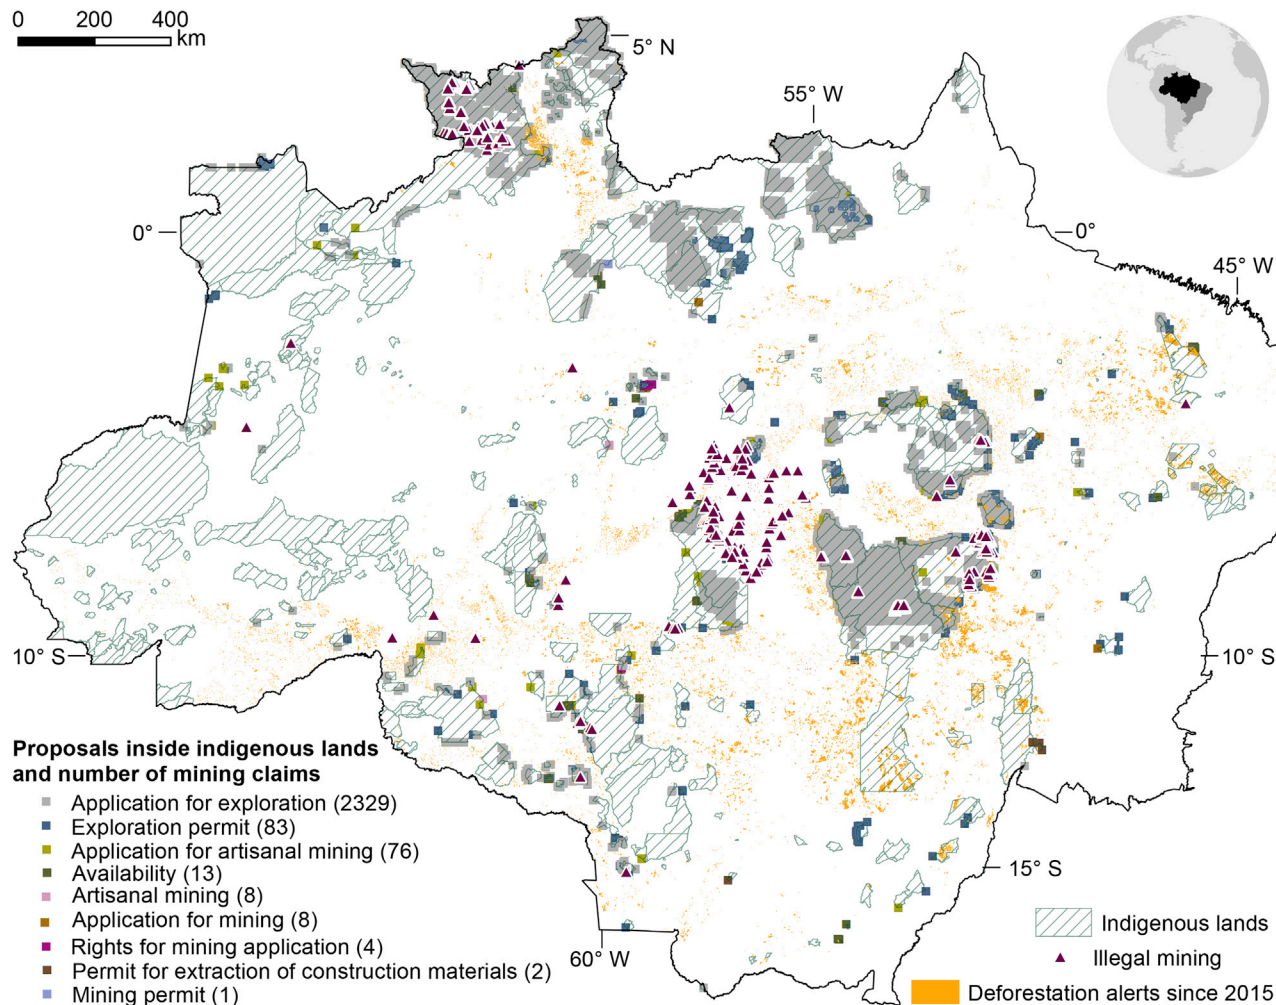 0 200 400
km
5° N
55° W
0°
0°
45° W
10° S
10° S
Proposals inside indigenous lands
and number of mining claims
Application for exploration (2329)
Exploration permit (83)
Application for artisanal mining (76)
Availability (13)
Artisanal mining (8)
Application for mining (8)
Rights for mining application (4)
Permit for extraction of construction materials (2)
Mining permit (1)
60° W
15° S
Indigenous lands
Illegal mining
Deforestation alerts since 2015